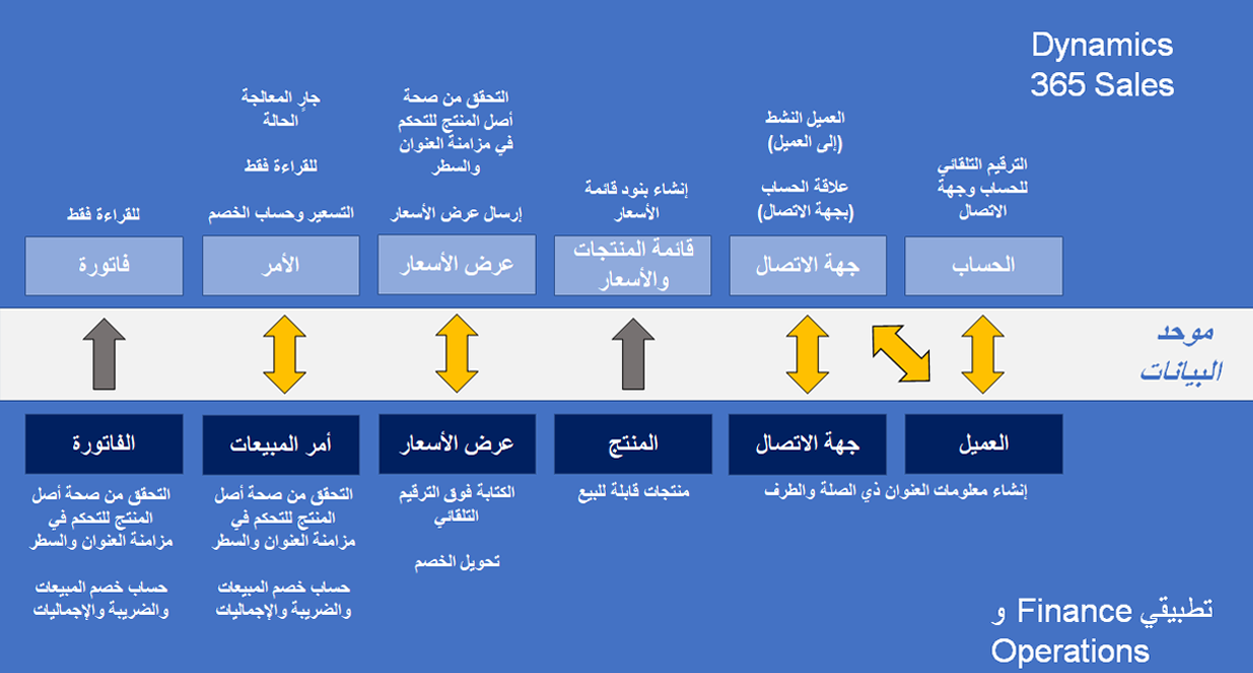 Dynamics
365 Sales
الترقيم التلقائي
للحساب وجهة
الاتصال
الحساب
العميل النشط
(إلى العميل)
علاقة الحساب
(بجهة الاتصال)
جهة الاتصال
إنشاء بنود قائمة
الأسعار
قائمة المنتجات
والأسعار
التحقق من صحة
أصل المنتج للتحكم
في مزامنة العنوان
والسطر
إرسال عرض الأسعار
عرض الأسعار
جارٍ المعالجة
الحالة
للقراءة فقط
التسعير وحساب الخصم
الأمر
للقراءة فقط
فاتورة
موحد
البيانات
العميل
جهة الاتصال
إنشاء معلومات العنوان ذي الصلة والطرف
المنتج
منتجات قابلة للبيع
عرض الأسعار
الكتابة فوق الترقيم
التلقائي
تحويل الخصم
أمر المبيعات
التحقق من صحة أصل
المنتج للتحكم في
مزامنة العنوان والسطر
حساب خصم المبيعات
والضريبة والإجماليات
الفاتورة
التحقق من صحة أصل
المنتج للتحكم في
مزامنة العنوان والسطر
حساب خصم المبيعات
والضريبة والإجماليات
تطبيقي Finance و
Operations